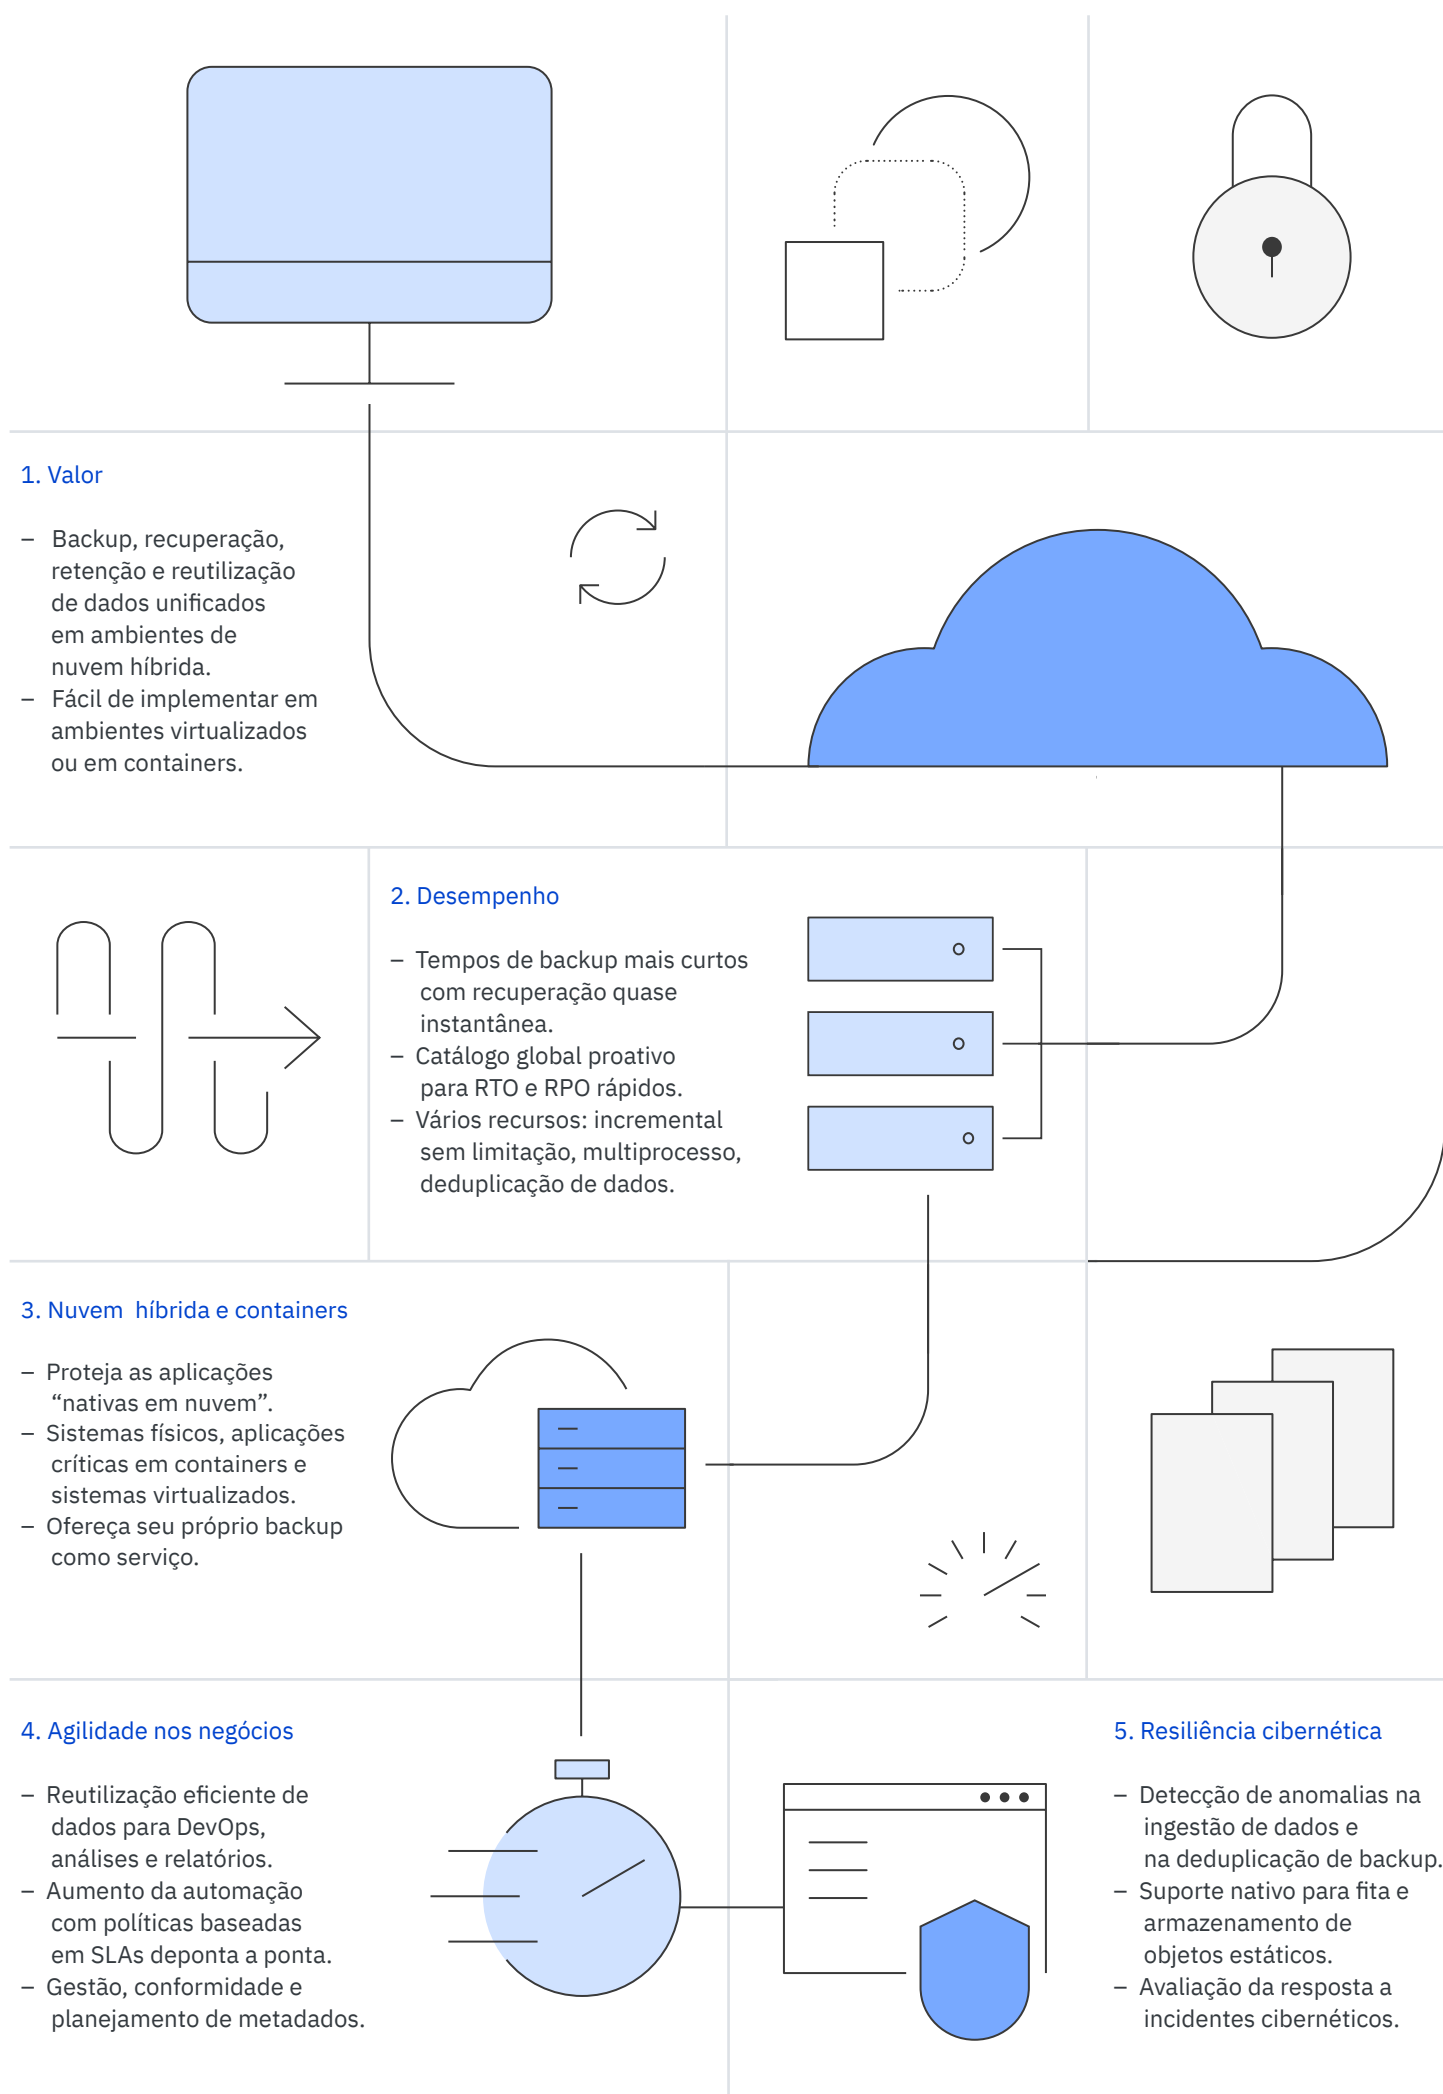 1. Valor
– Backup, recuperação,
retenção e reutilização
de dados unificados
em ambientes de
nuvem híbrida.
– Fácil de implementar em
ambientes virtualizados
ou em containers.
2. Desempenho
– Tempos de backup mais curtos
com recuperação quase
instantânea.
– Catálogo global proativo
para RTO e RPO rápidos.
– Vários recursos: incremental
sem limitação, multiprocesso,
deduplicação de dados.
3. Nuvem híbrida e containers
– Proteja as aplicações
“nativas em nuvem”.
– Sistemas físicos, aplicações
críticas em containers e
sistemas virtualizados.
– Ofereça seu próprio backup
como serviço.
4. Agilidade nos negócios
– Reutilização eficiente de
dados para DevOps,
análises e relatórios.
– Aumento da automação
com políticas baseadas
em SLAs deponta a ponta.
– Gestão, conformidade e
planejamento de metadados.
5. Resiliência cibernética
– Detecção de anomalias na
ingestão de dados e
na deduplicação de backup.
– Suporte nativo para fita e
armazenamento de
objetos estáticos.
– Avaliação da resposta a
incidentes cibernéticos.